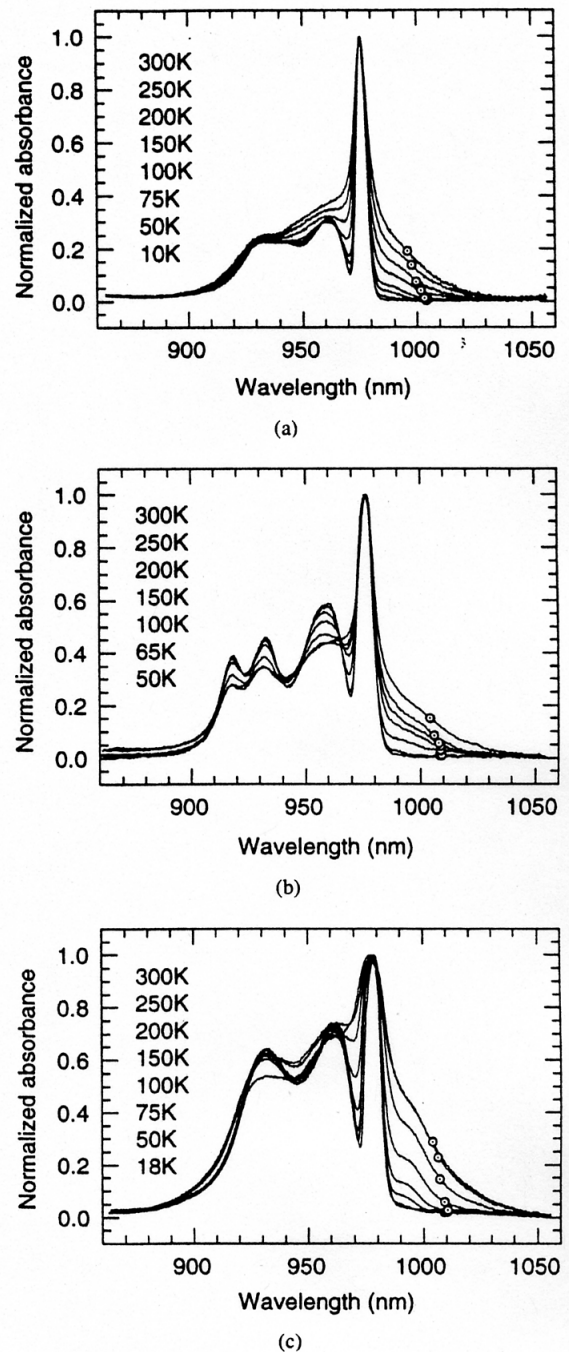 1.0
0.8
0.6
0.4
0.2
0.0
Normalized absorbance
300K
250K
200K
150K
100K
75K
50K
10K
900 950 1000 1050
Wavelength (nm)
(a)
1.0
0.8
0.6
0.4
0.2
0.0
Normalized absorbance
300K
250K
200K
150K
100K
65K
50K
900 950 1000 1050
Wavelength (nm)
(b)
1.0
0.8
0.6
0.4
0.2
0.0
Normalized absorbance
300K
250K
200K
150K
100K
75K
50K
18K
900 950 1000 1050
Wavelength (nm)
(c)